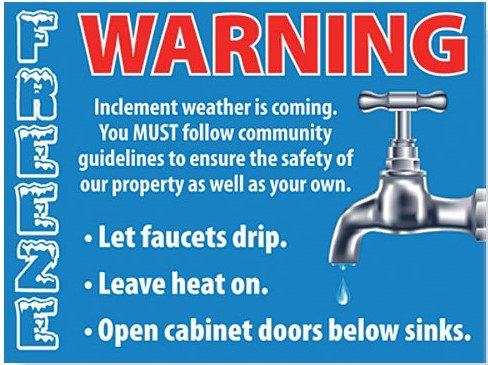 FREEZE
WARNING
Inclement weather is coming.
You MUST follow community
guidelines to ensure the safety of
our property as well as your own.
• Let faucets drip.
• Leave heat on.
• Open cabinet doors below sinks.